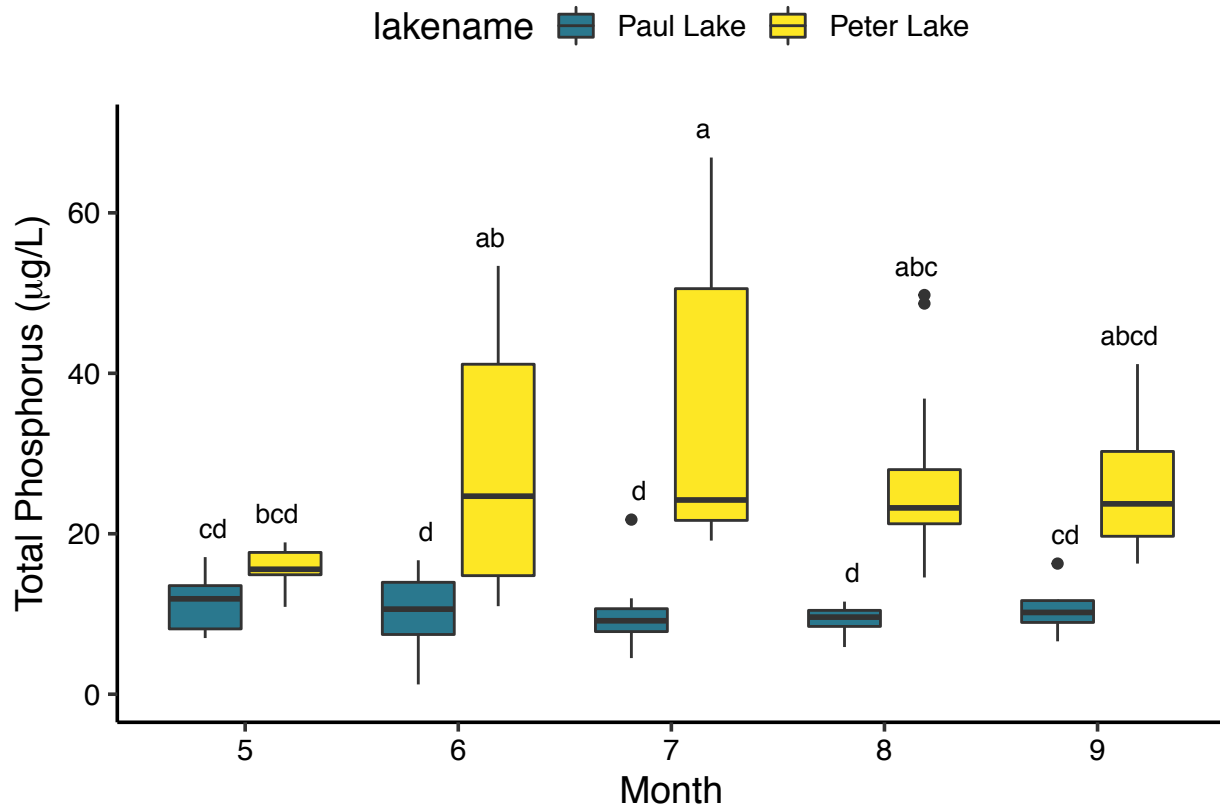 lakename Paul Lake Peter Lake
a
ab
abc
abcd
d
cd
bcd
d
d
cd
60
40
20
0
Total Phosphorus (μg/L)
5 6 7 8 9
Month